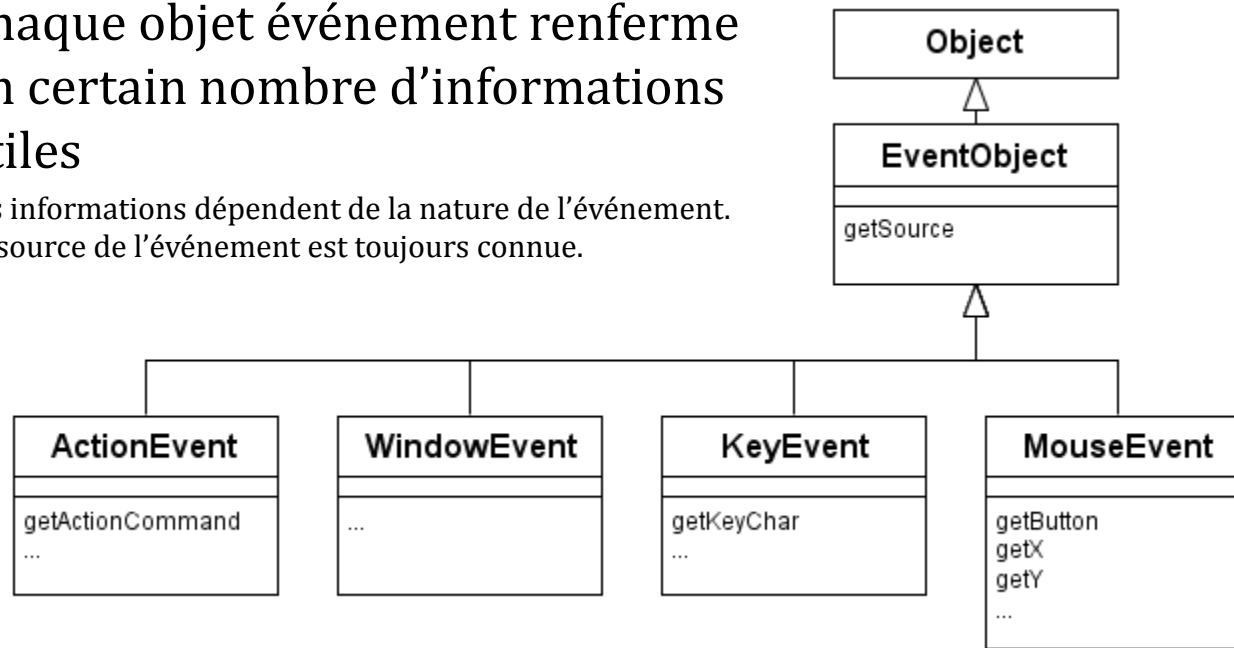 haque objet événement renferme
n certain nombre d'informations
tiles
s informations dépendent de la nature de l'événement.
source de l'événement est toujours connue.
Object
EventObject
getSource
ActionEvent
getActionCommand
...
WindowEvent
...
KeyEvent
getKeyChar
...
MouseEvent
getButton
getX
getY
...